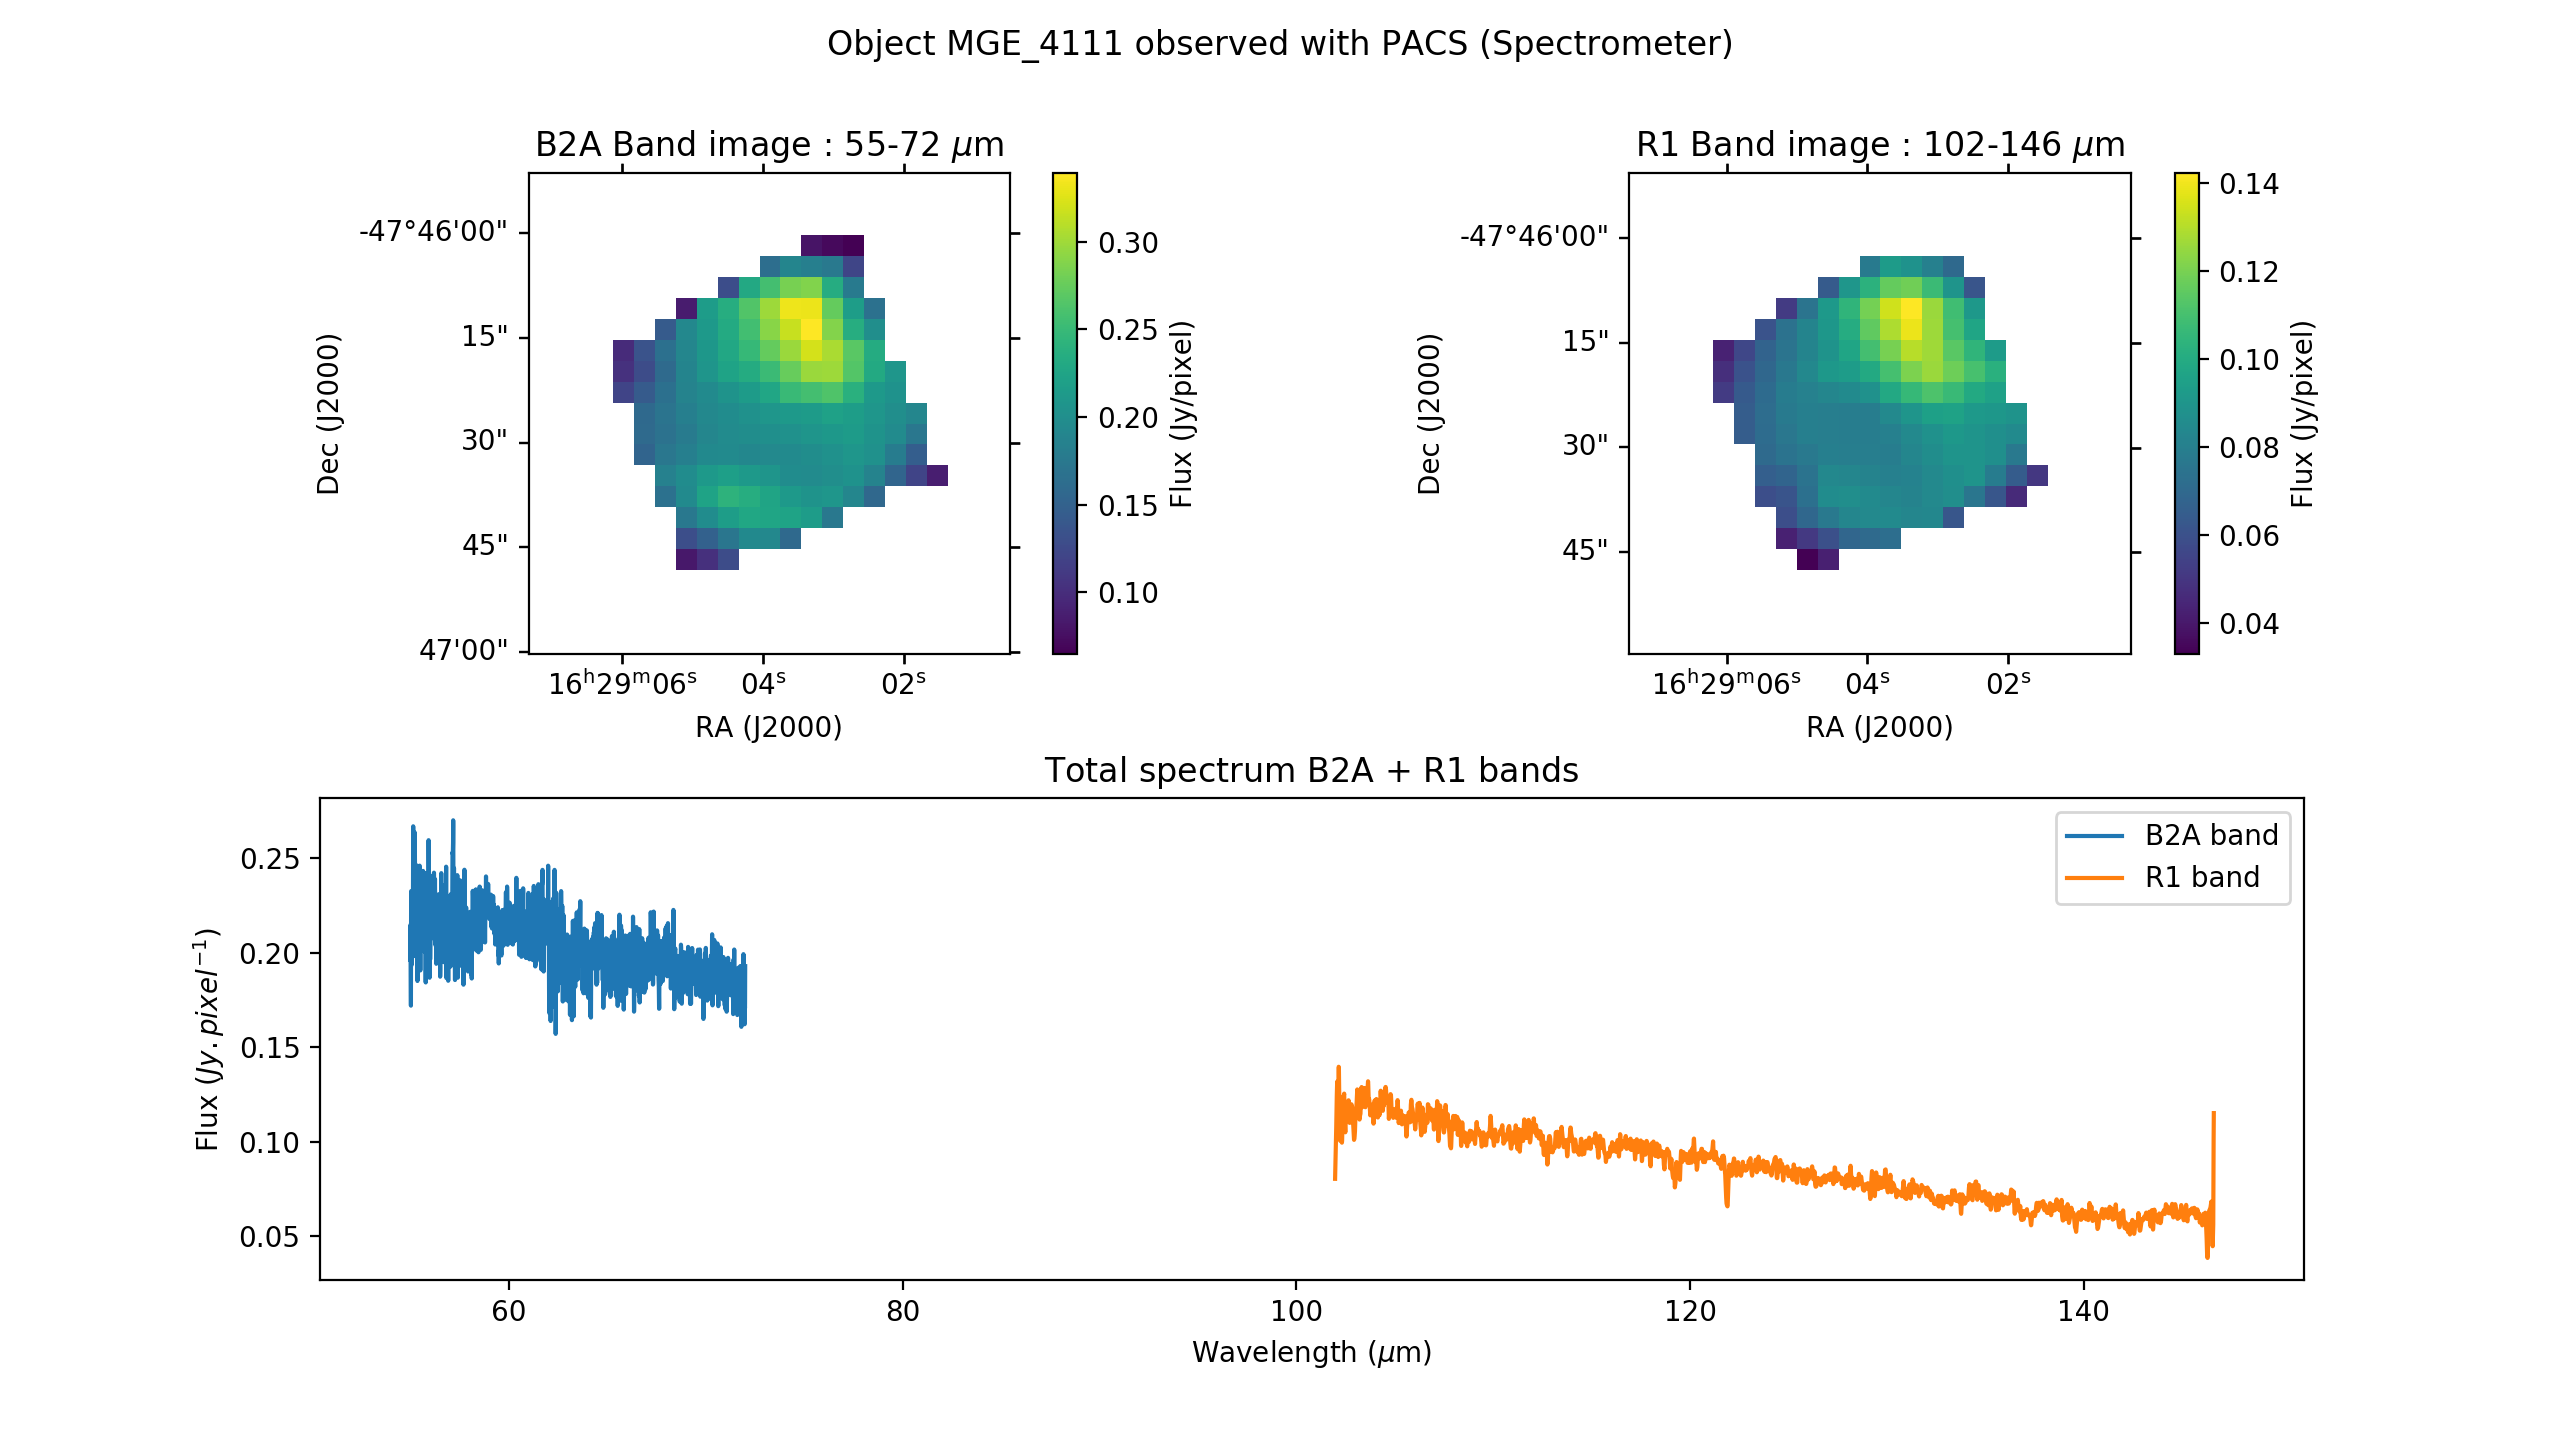 Object MGE_4111 observed with PACS (Spectrometer)
B2A Band image : 55-72 μm
-47°46'00"
15"
30"
45"
47'00"
Dec (J2000)
16ʰ29ᵐ06ˢ 04ˢ 02ˢ
RA (J2000)
0.30
0.25
0.20
0.15
0.10
Flux (Jy/pixel)
R1 Band image : 102-146 μm
-47°46'00"
15"
30"
45"
Dec (J2000)
16ʰ29ᵐ06ˢ 04ˢ 02ˢ
RA (J2000)
0.14
0.12
0.10
0.08
0.06
0.04
Flux (Jy/pixel)
Total spectrum B2A + R1 bands
0.25
0.20
0.15
0.10
0.05
Flux (Jy.pixel⁻¹)
B2A band
R1 band
60 80 100 120 140
Wavelength (μm)